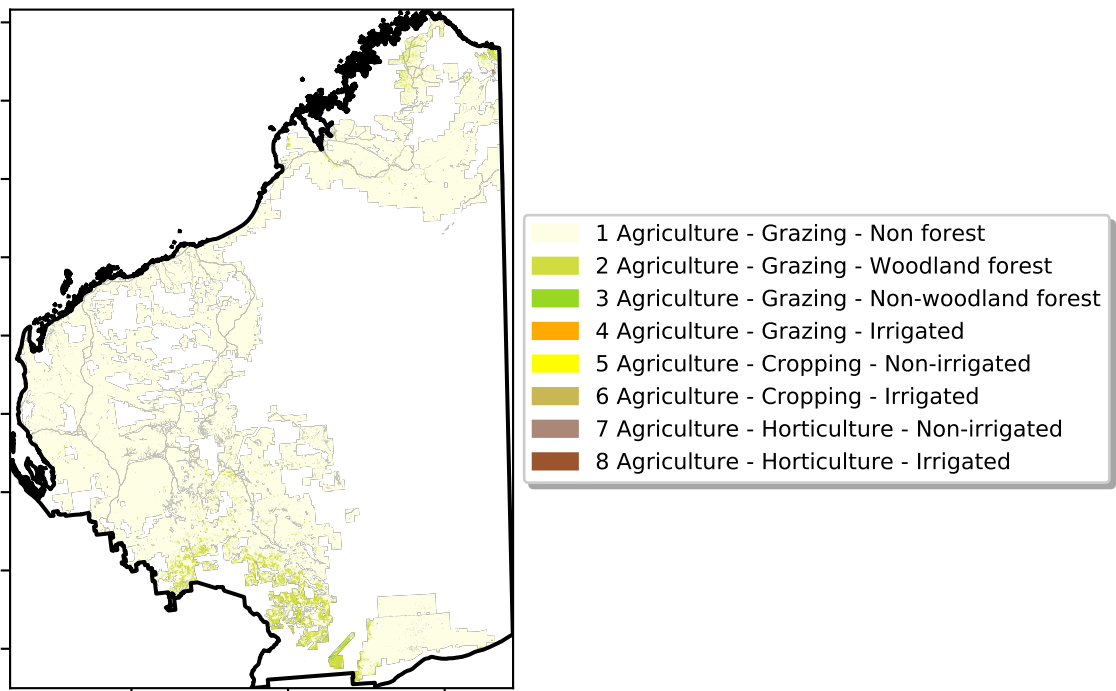 1 Agriculture - Grazing - Non forest
2 Agriculture - Grazing - Woodland forest
3 Agriculture - Grazing - Non-woodland forest
4 Agriculture - Grazing - Irrigated
5 Agriculture - Cropping - Non-irrigated
6 Agriculture - Cropping - Irrigated
7 Agriculture - Horticulture - Non-irrigated
8 Agriculture - Horticulture - Irrigated